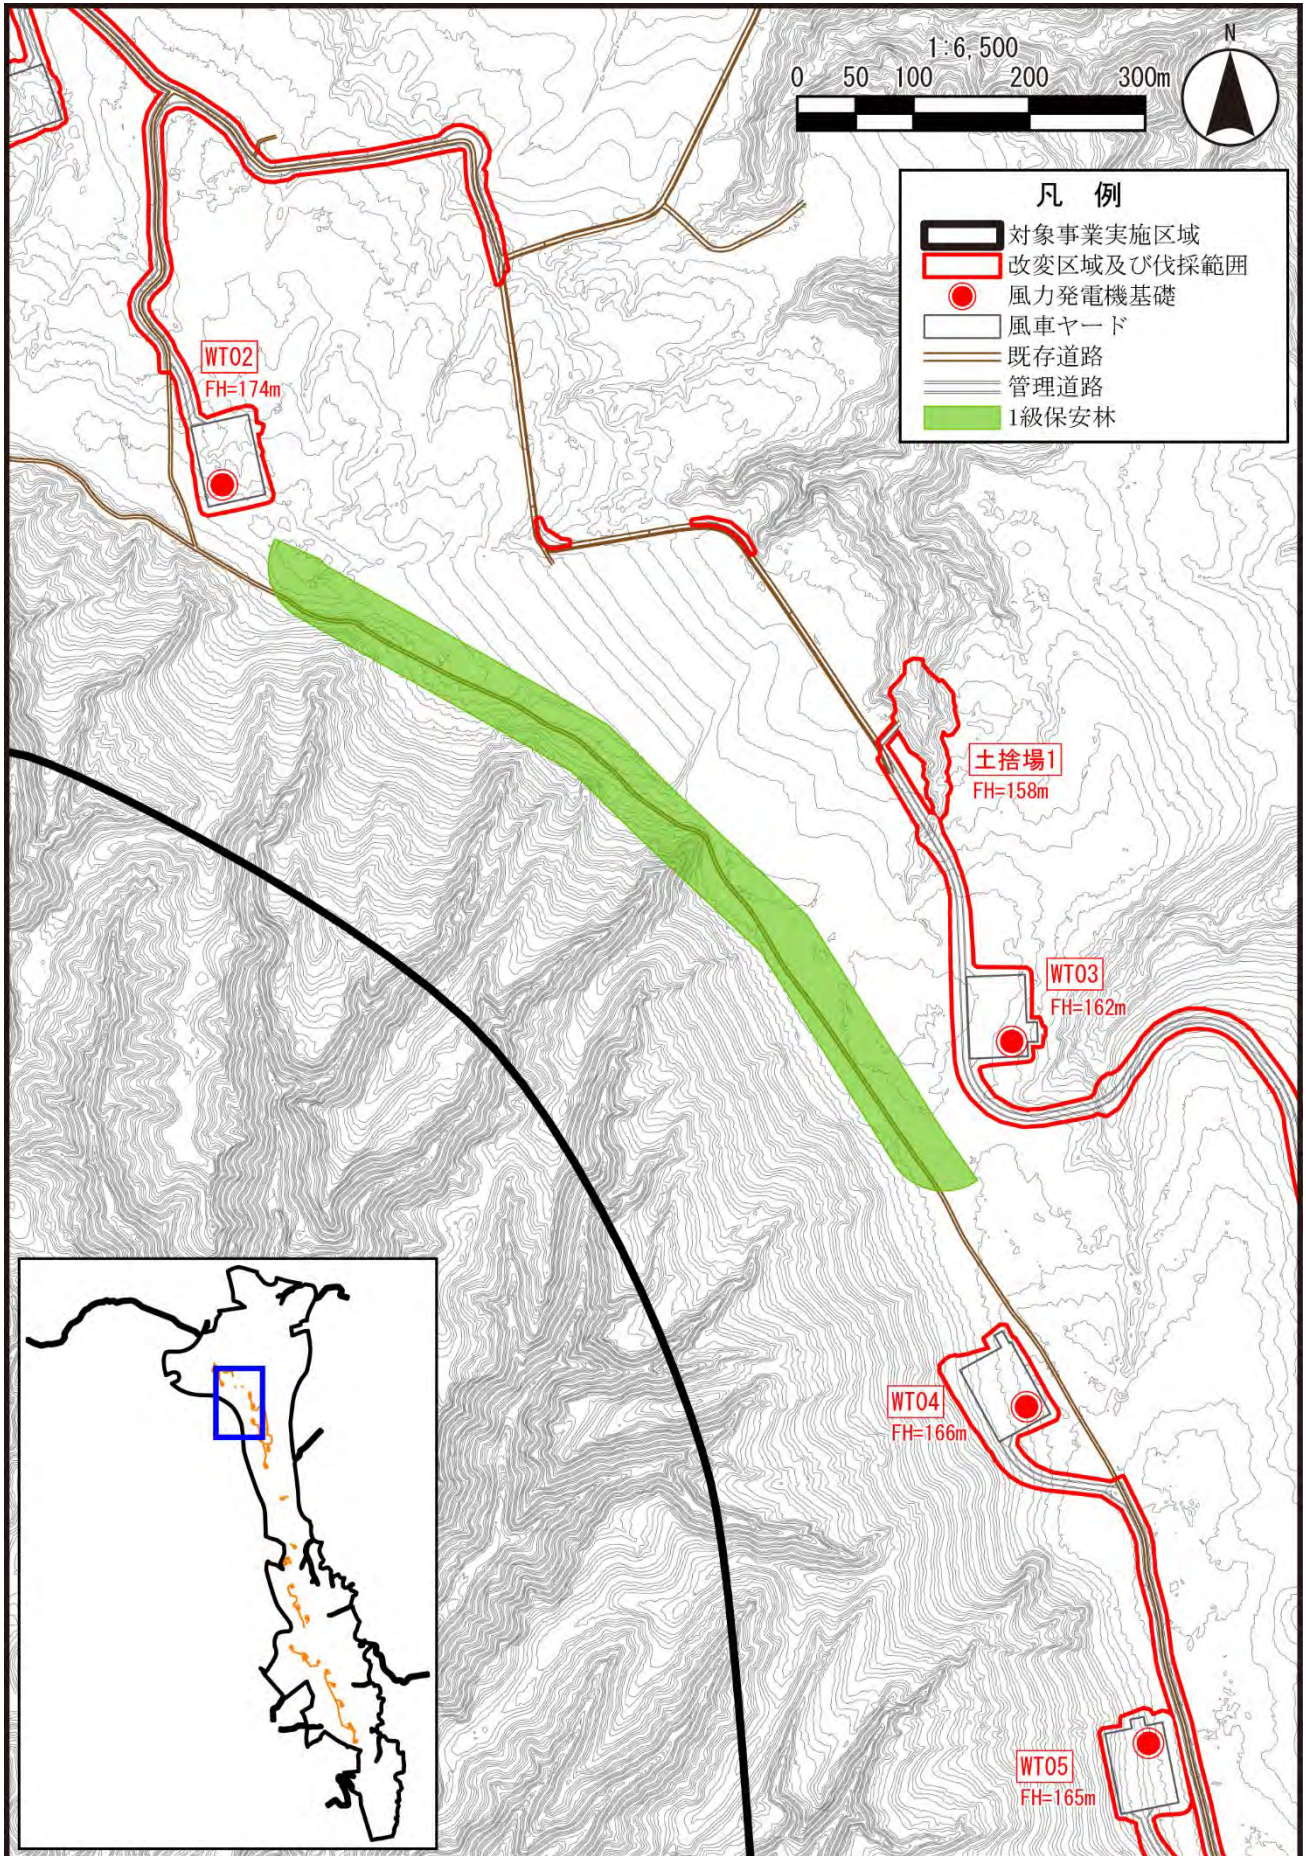 1:6,500
0 50 100 200 300m
N
凡 例
対象事業実施区域
改変区域及び伐採範囲
風力発電機基礎
風車ヤード
既存道路
管理道路
1級保安林
WT02
FH=174m
土捨場1
FH=158m
WT03
FH=162m
WT04
FH=166m
WT05
FH=165m